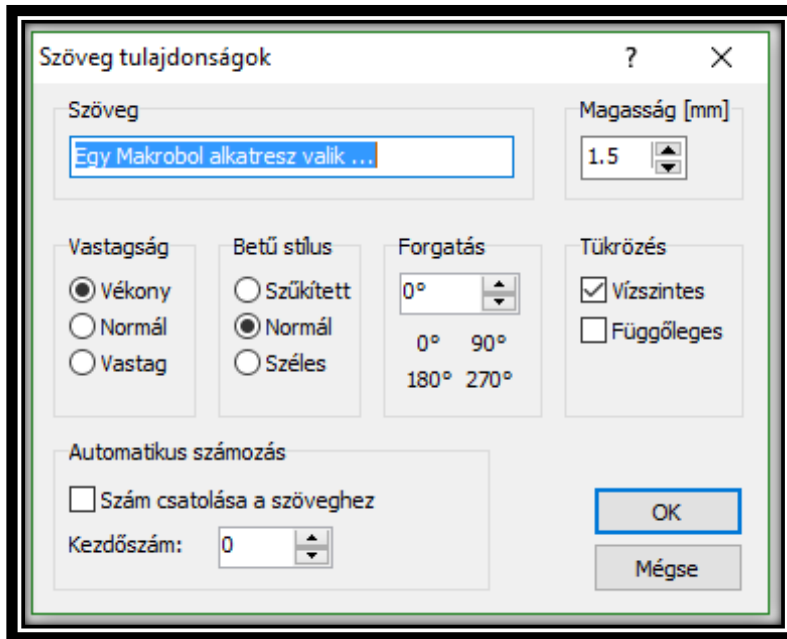 Szöveg tulajdonságok ?
Szöveg
Egy Makrobol alkatresz valik ...
Magasság [mm]
1.5
Vastagság
Vékony
Normál
Vastag
Betű stílus
Szűkített
Normál
Széles
Forgatás
0°
0° 90°
180° 270°
Tükrözés
Vízszintes
Függőleges
Automatikus számozás
Szám csatolása a szöveghez
Kezdőszám: 0
OK
Mégse